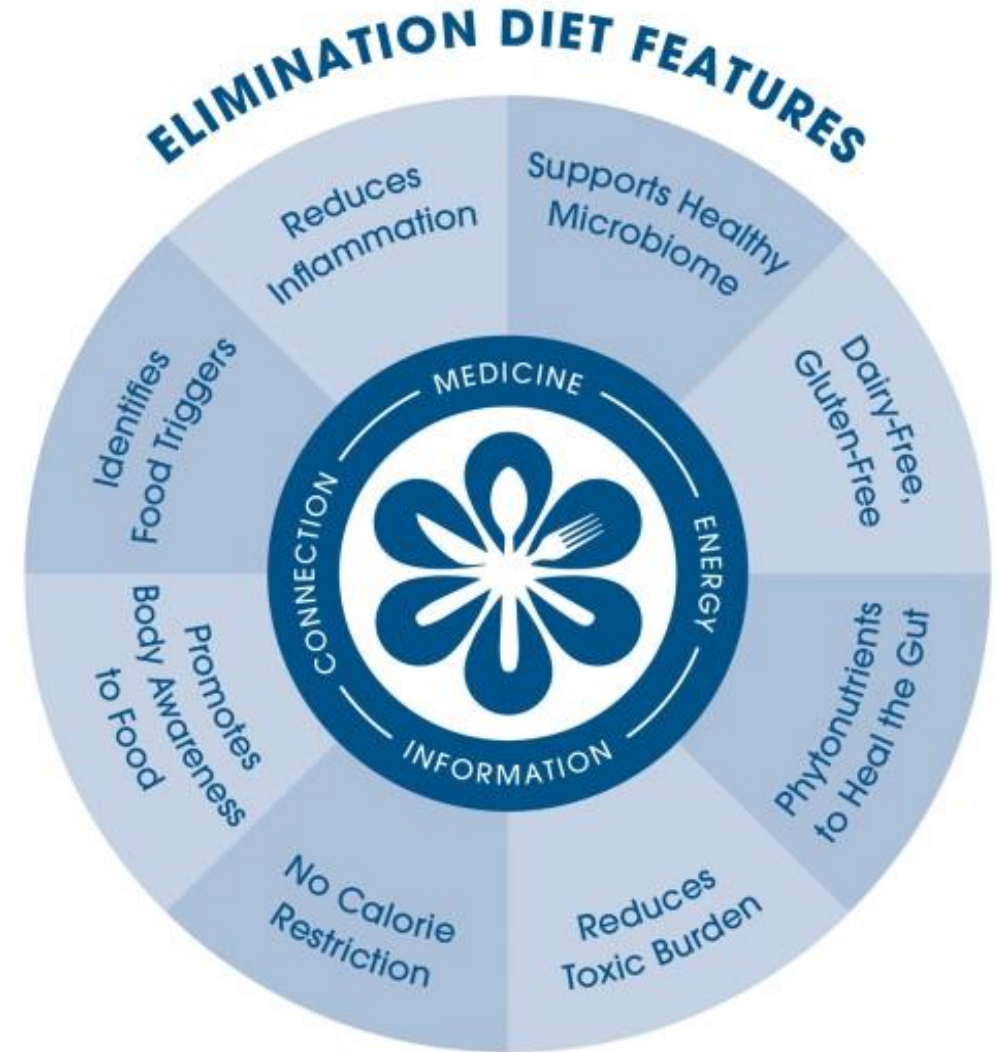 ELIMINATION DIET FEATURES
Reduces
Inflammation
Supports Healthy
Microbiome
Dairy-Free,
Gluten-Free
Phytonutrients
to Heal the Gut
Reduces
Toxic Burden
No Calorie
Restriction
Promotes
Body Awareness
to Food
Identifies
Food Triggers
MEDICINE
ENERGY
INFORMATION
CONNECTION